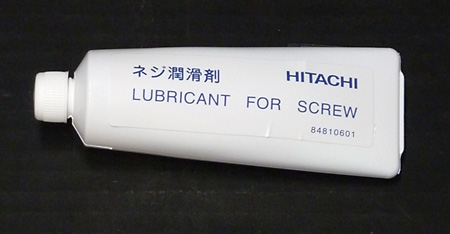 ネジ潤滑剤 HITACHI
LUBRICANT FOR SCREW
84810601